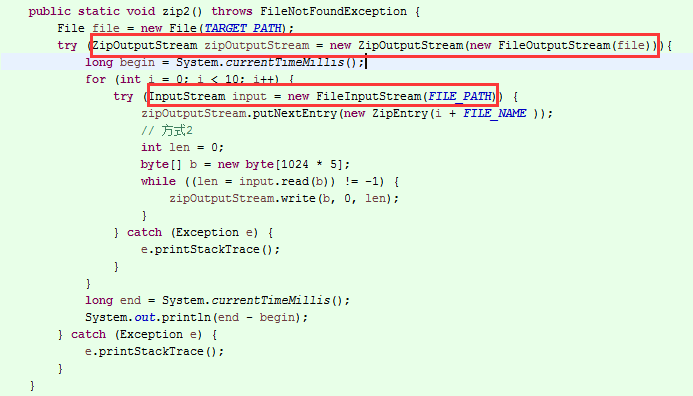 public static void zip2() throws FileNotFoundException {
File file = new File(TARGET_PATH);
try (ZipOutputStream zipOutputStream = new ZipOutputStream(new FileOutputStream(file))){
long begin = System.currentTimeMillis();
for (int i = 0; i < 10; i++) {
try (InputStream input = new FileInputStream(FILE_PATH)) {
zipOutputStream.putNextEntry(new ZipEntry(i + FILE_NAME ));
// 方式2
int len = 0;
byte[] b = new byte[1024 * 5];
while ((len = input.read(b)) != -1) {
zipOutputStream.write(b, 0, len);
}
} catch (Exception e) {
e.printStackTrace();
}
}
long end = System.currentTimeMillis();
System.out.println(end - begin);
} catch (Exception e) {
e.printStackTrace();
}
}